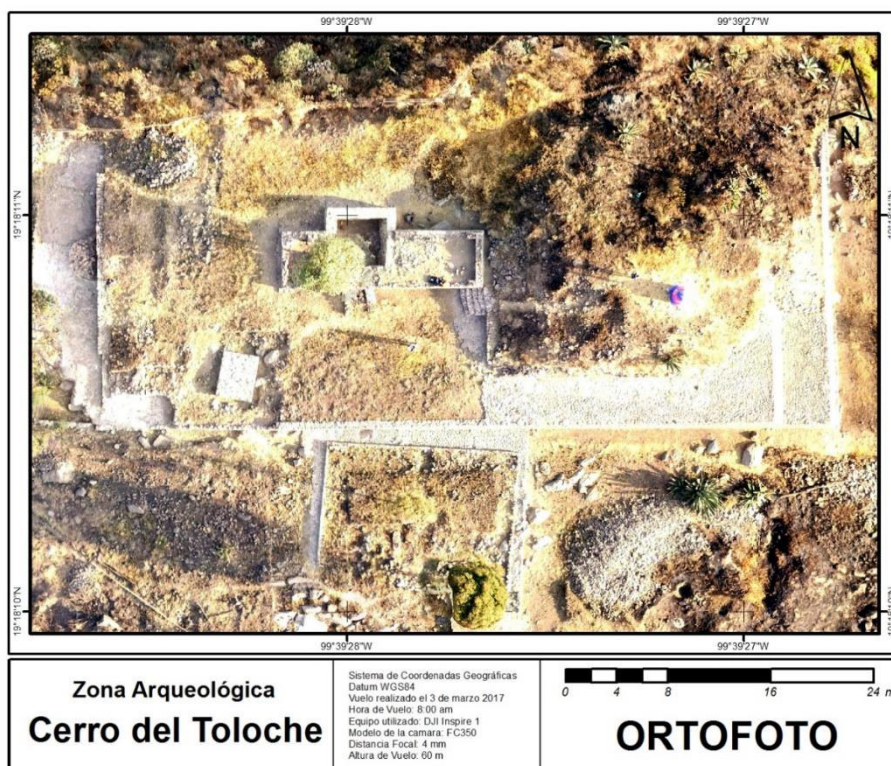 99°39'28"W 99°39'27"W
N
19°18'11"N
19°18'10"N
99°39'28"W 99°39'27"W
Zona Arqueológica
Cerro del Toloche
Sistema de Coordenadas Geográficas
Datum WGS84
Vuelo realizado el 3 de marzo 2017
Hora de Vuelo: 8:00 am
Equipo utilizado: DJI Inspire 1
Modelo de la camara: FC350
Distancia Focal: 4 mm
Altura de Vuelo: 60 m
0 4 8 16 24
ORTOFOTO